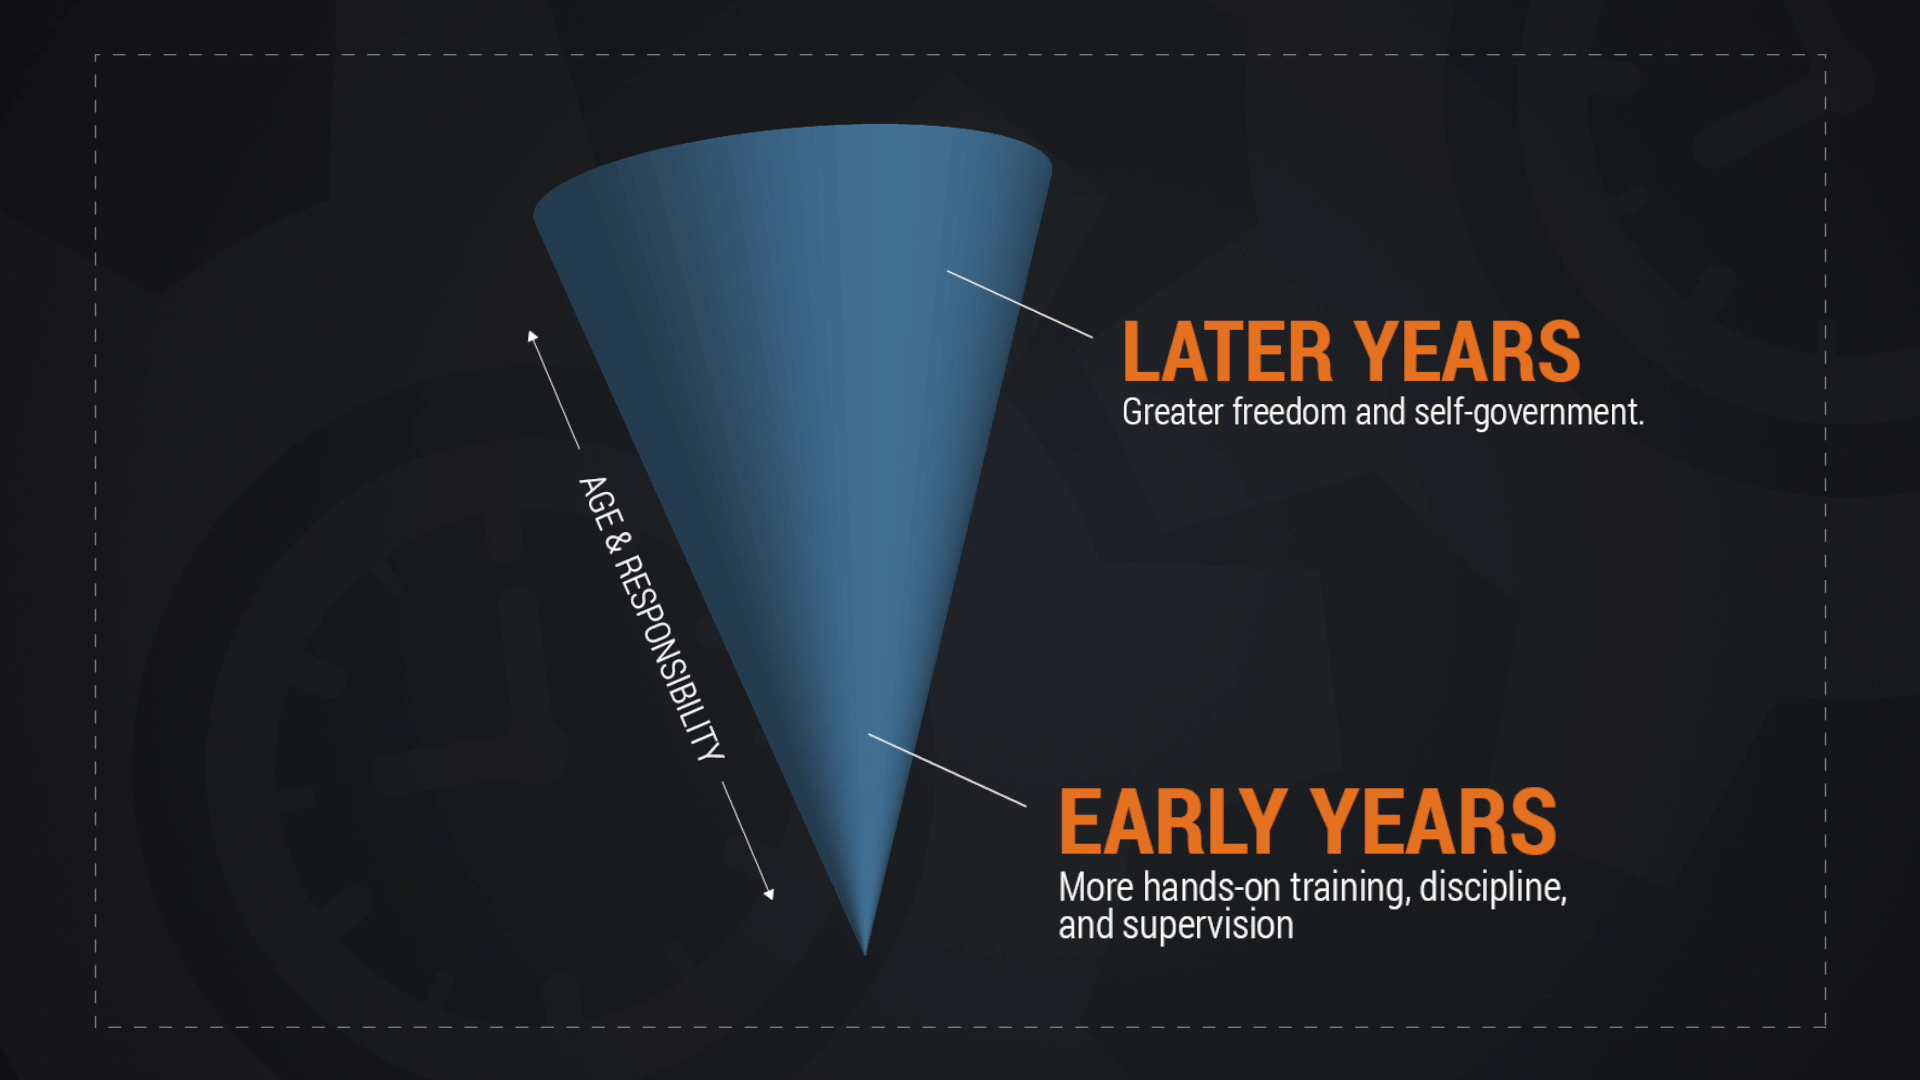 LATER YEARS
Greater freedom and self-government.
AGE & RESPONSIBILITY
EARLY YEARS
More hands-on training, discipline,
and supervision